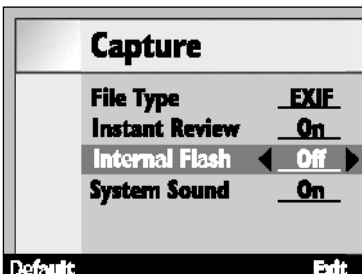 Capture
File Type EXIF
Instant Review On
Internal Flash Off
System Sound On
Default Exit